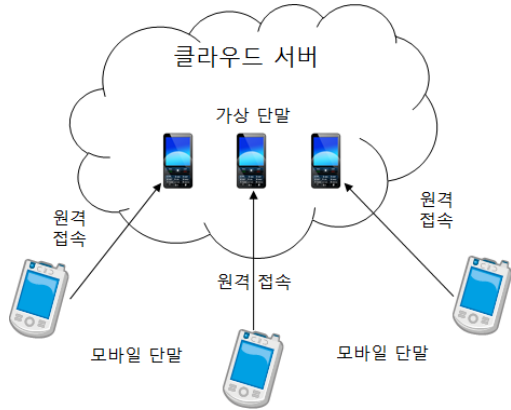 클라우드 서버
가상 단말
원격
접속
원격
접속
원격 접속
모바일 단말
모바일 단말